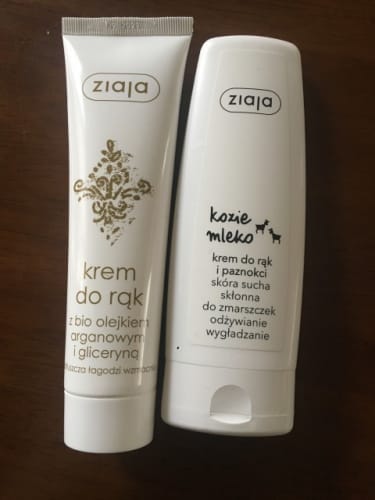 ziaja
krem
do rąk
z bio olejkiem
arganowym
i gliceryną
łagodzi
ziaja
kozie
mleko
krem do rąk
i paznokci
skóra sucha
skłonna
do zmarszczek
odżywianie
wygładzanie